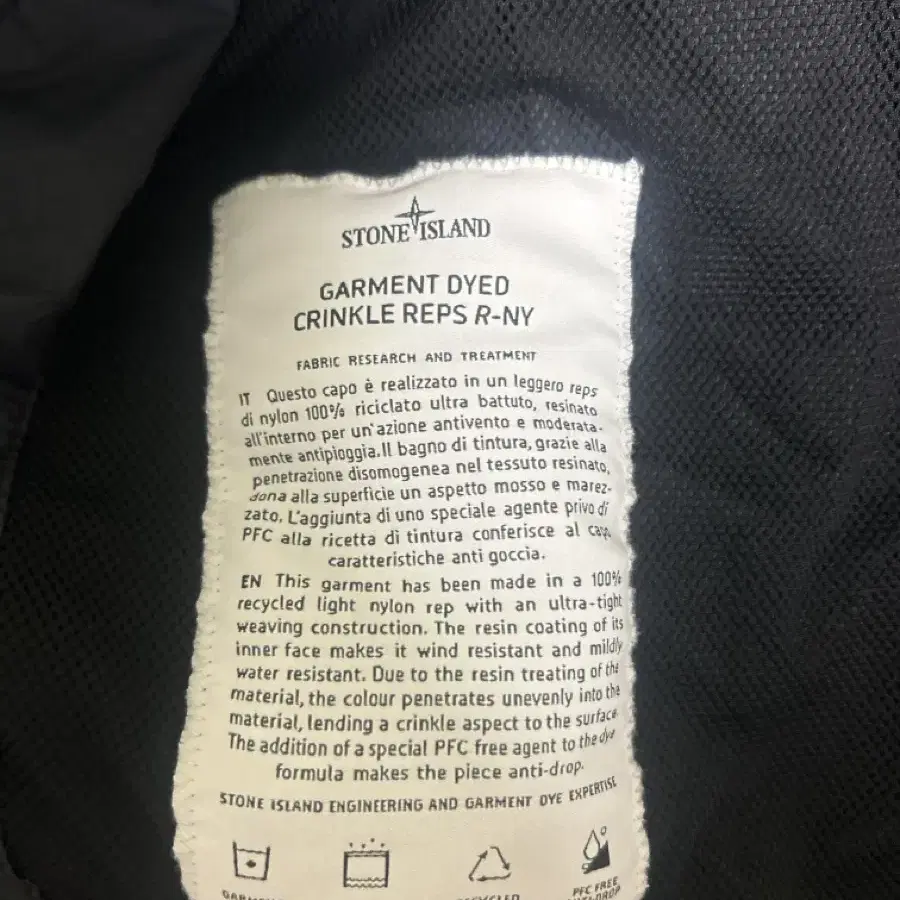 STONE ISLAND
GARMENT DYED
CRINKLE REPS R-NY
FABRIC RESEARCH AND TREATMENT
IT Questo capo è realizzato in un leggero reps
di nylon 100% riciclato ultra battuto, resinato
all'interno per un'azione antivento e moderata-
mente antipioggia. Il bagno di tintura, grazie alla
penetrazione disomogenea nel tessuto resinato,
dona alla superficie un aspetto mosso e marez-
zato. L'aggiunta di uno speciale agente privo di
PFC alla ricetta di tintura conferisce al capo
caratteristiche anti goccia.
EN This garment has been made in a 100%
recycled light nylon rep with an ultra-tight
weaving construction. The resin coating of its
inner face makes it wind resistant and mildly
water resistant. Due to the resin treating of the
material, the colour penetrates unevenly into the
material, lending a crinkle aspect to the surface.
The addition of a special PFC free agent to the dye
formula makes the piece anti-drop.
STONE ISLAND ENGINEERING AND GARMENT DYE EXPERTISE
PFC FREE